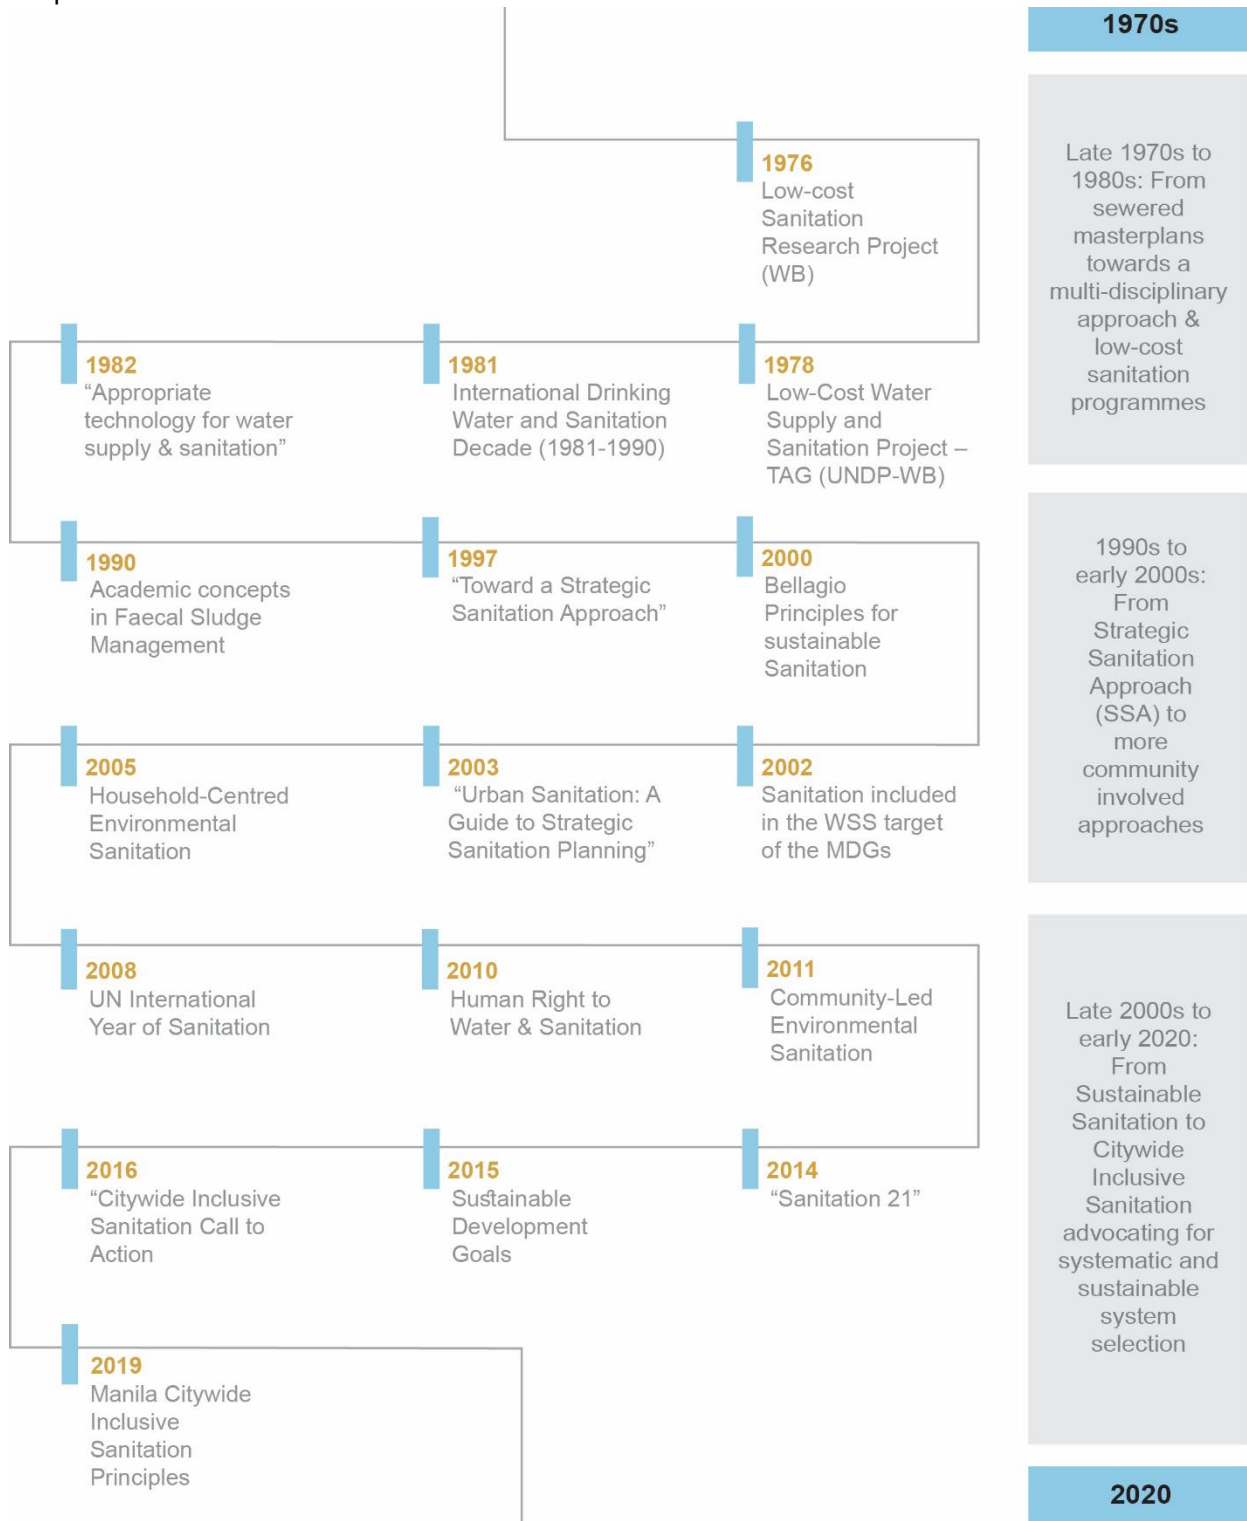 1970s
Late 1970s to
1980s: From
sewered
masterplans
towards a
multi-disciplinary
approach &
low-cost
sanitation
programmes
1976
Low-cost
Sanitation
Research Project
(WB)
1978
Low-Cost Water
Supply and
Sanitation Project –
TAG (UNDP-WB)
1981
International Drinking
Water and Sanitation
Decade (1981-1990)
1982
“Appropriate
technology for water
supply & sanitation”
1990s to
early 2000s:
From
Strategic
Sanitation
Approach
(SSA) to
more
community
involved
approaches
1990
Academic concepts
in Faecal Sludge
Management
1997
“Toward a Strategic
Sanitation Approach”
2000
Bellagio
Principles for
sustainable
Sanitation
2002
Sanitation included
in the WSS target
of the MDGs
2003
“Urban Sanitation: A
Guide to Strategic
Sanitation Planning”
2005
Household-Centred
Environmental
Sanitation
Late 2000s to
early 2020:
From
Sustainable
Sanitation to
Citywide
Inclusive
Sanitation
advocating for
systematic and
sustainable
system
selection
2008
UN International
Year of Sanitation
2010
Human Right to
Water & Sanitation
2011
Community-Led
Environmental
Sanitation
2014
“Sanitation 21”
2015
Sustainable
Development
Goals
2016
“Citywide Inclusive
Sanitation Call to
Action
2019
Manila Citywide
Inclusive
Sanitation
Principles
2020